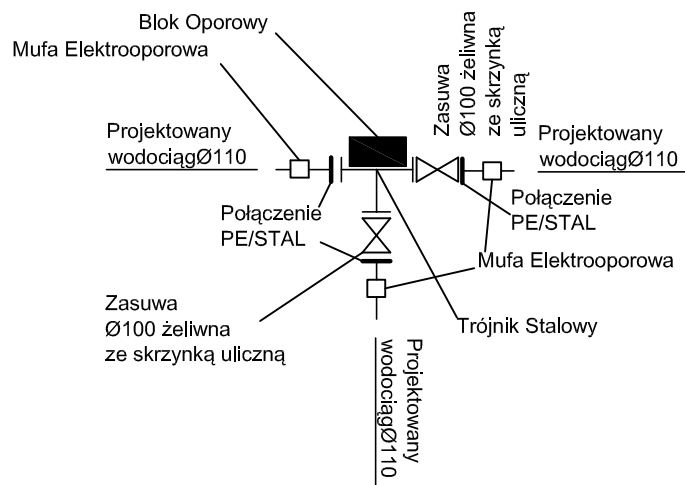 Blok Oporowy
Mufa Elektrooporowa
Zasuwa
Ø100 żeliwna
ze skrzynką
uliczną
Projektowany
wodociągØ110
Projektowany
wodociągØ110
Połączenie
PE/STAL
Połączenie
PE/STAL
Mufa Elektrooporowa
Zasuwa
Ø100 żeliwna
ze skrzynką uliczną
Trójnik Stalowy
Projektowany
wodociągØ110